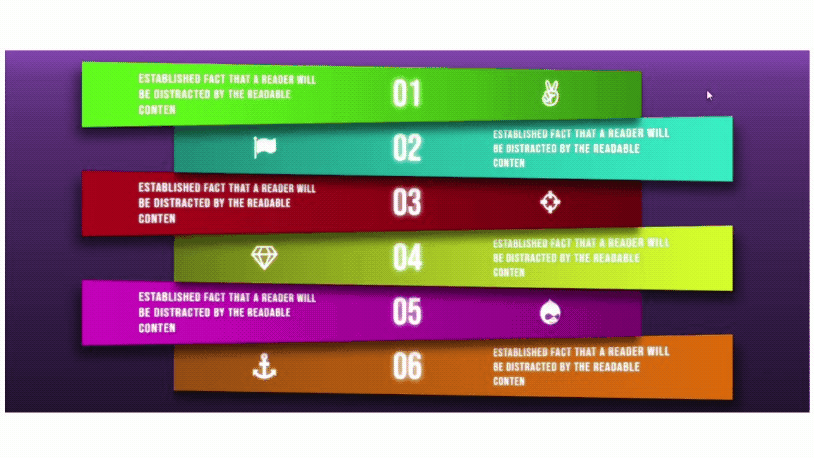 ESTABLISHED FACT THAT A READER WILL
BE DISTRACTED BY THE READABLE
CONTEN
01
02
ESTABLISHED FACT THAT A READER WILL
BE DISTRACTED BY THE READABLE
CONTEN
ESTABLISHED FACT THAT A READER WILL
BE DISTRACTED BY THE READABLE
CONTEN
03
04
ESTABLISHED FACT THAT A READER WILL
BE DISTRACTED BY THE READABLE
CONTEN
ESTABLISHED FACT THAT A READER WILL
BE DISTRACTED BY THE READABLE
CONTEN
05
06
ESTABLISHED FACT THAT A READER WILL
BE DISTRACTED BY THE READABLE
CONTEN